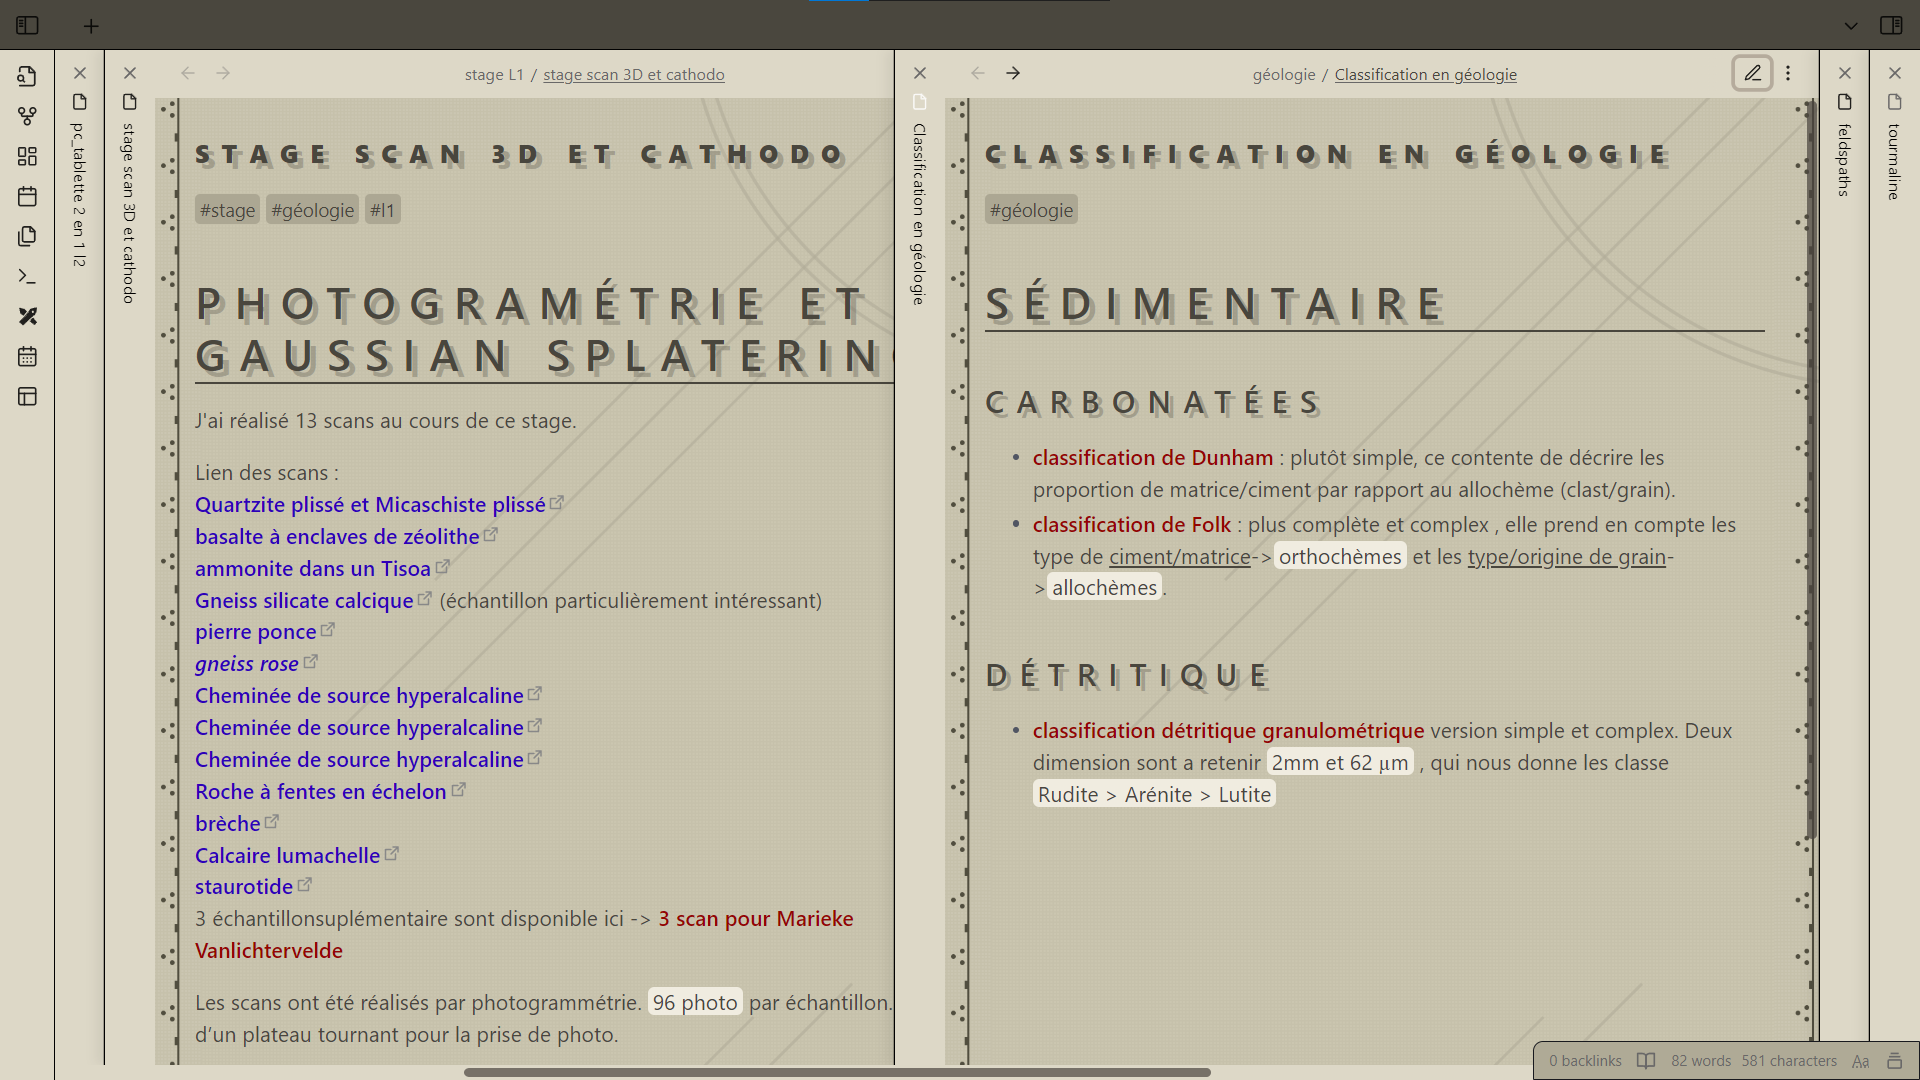 pc_tablette 2 en 1 l2
stage scan 3D et cathodo
stage L1 / stage scan 3D et cathodo
STAGE SCAN 3D ET CATHODO
#stage #géologie #l1
PHOTOGRAMÉTRIE ET
GAUSSIAN SPLATERIN
J'ai réalisé 13 scans au cours de ce stage.
Lien des scans :
Quartzite plissé et Micaschiste plissé
basalte à enclaves de zéolithe
ammonite dans un Tisoa
Gneiss silicate calcique (échantillon particulièrement intéressant)
pierre ponce
gneiss rose
Cheminée de source hyperalcaline
Cheminée de source hyperalcaline
Cheminée de source hyperalcaline
Roche à fentes en échelon
brèche
Calcaire lumachelle
staurotide
3 échantillonsuplémentaire sont disponible ici -> 3 scan pour Marieke
Vanlichtervelde
Les scans ont été réalisés par photogrammétrie. 96 photo par échantillon.
d’un plateau tournant pour la prise de photo.
Classification en géologie
géologie / Classification en géologie
CLASSIFICATION EN GÉOLOGIE
#géologie
SÉDIMENTAIRE
CARBONATÉES
• classification de Dunham : plutôt simple, ce contente de décrire les
proportion de matrice/ciment par rapport au allochème (clast/grain).
• classification de Folk : plus complète et complex , elle prend en compte les
type de ciment/matrice-> orthochèmes et les type/origine de grain-
> allochèmes .
DÉTRITIQUE
• classification détritique granulométrique version simple et complex. Deux
dimension sont a retenir 2mm et 62 μm , qui nous donne les classe
Rudite > Arénite > Lutite
feldspaths
tourmaline
0 backlinks 82 words 581 characters Aa